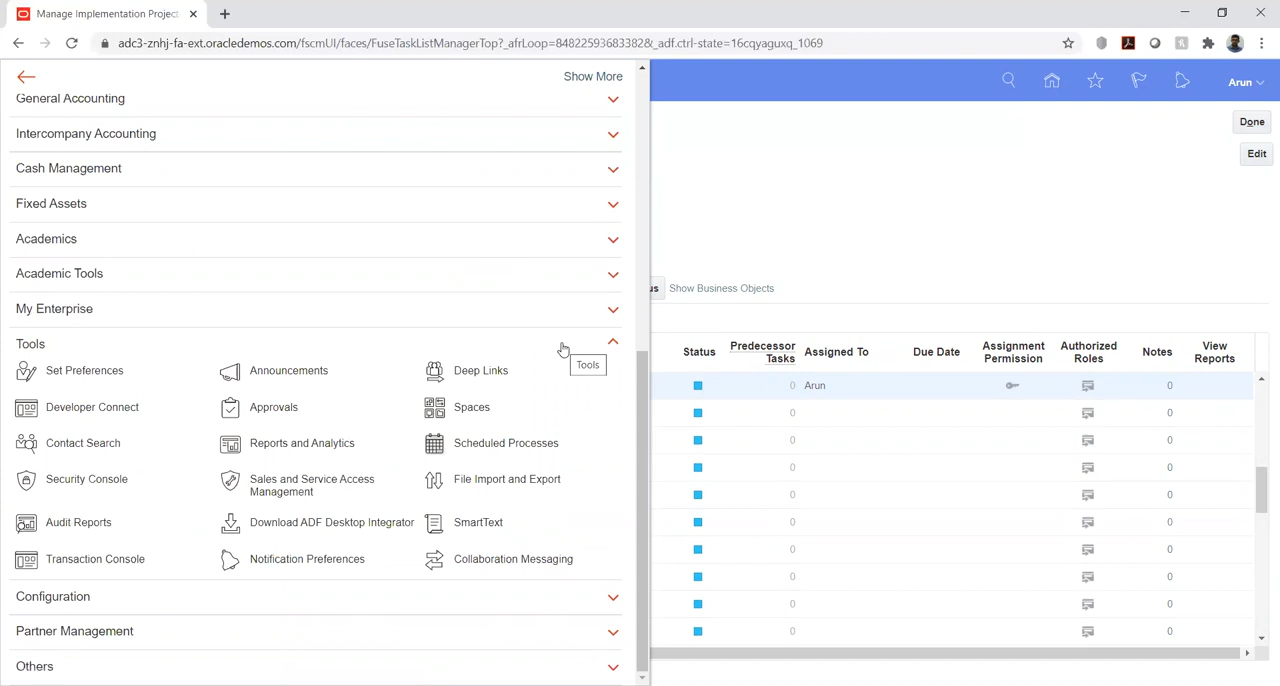 Manage Implementation Project
adc3-znhj-fa-ext.oracledemos.com/fscmUI/faces/FuseTaskListManagerTop?_afrLoop=848225936833828&_adf.ctrl-state=16cqyaguxq_1069
Show More
General Accounting
Intercompany Accounting
Cash Management
Fixed Assets
Academics
Academic Tools
My Enterprise
Tools
Tools
Set Preferences
Announcements
Deep Links
Developer Connect
Approvals
Spaces
Contact Search
Reports and Analytics
Scheduled Processes
Security Console
Sales and Service Access
Management
File Import and Export
Audit Reports
Download ADF Desktop Integrator
SmartText
Transaction Console
Notification Preferences
Collaboration Messaging
Configuration
Partner Management
Others
Arun
Done
Edit
us
Show Business Objects
Status
Predecessor
Tasks
Assigned To
Due Date
Assignment
Permission
Authorized
Roles
Notes
View
Reports
0 Arun 0
0 0
0 0
0 0
0 0
0 0
0 0
0 0
0 0
0 0